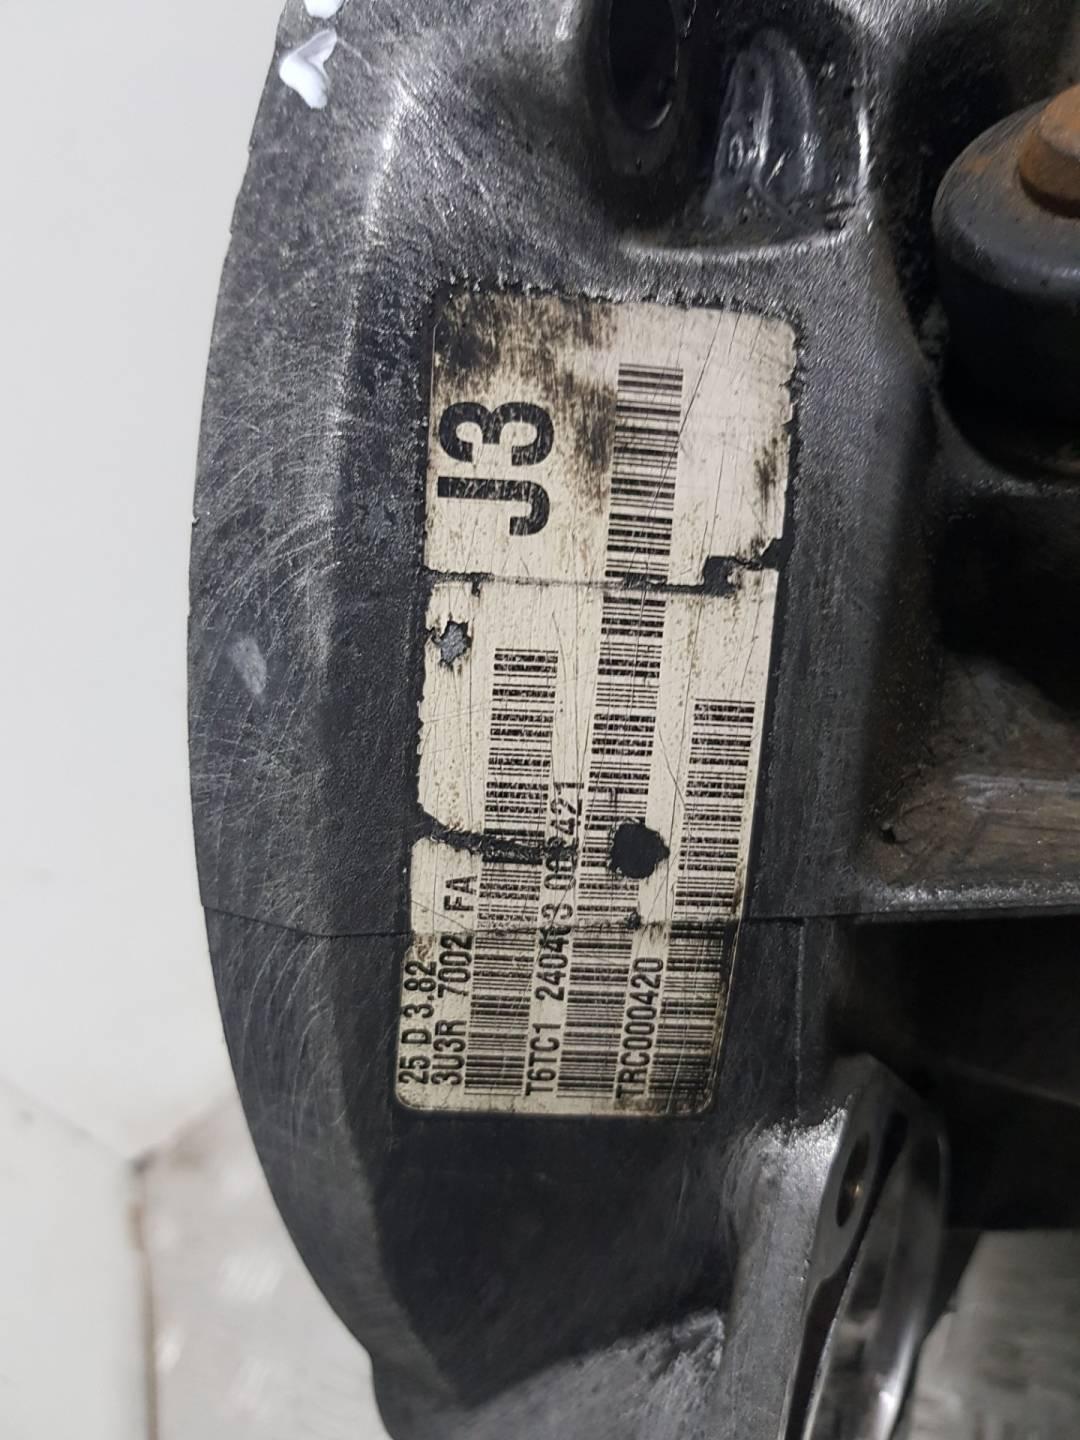 J3
25 D 3.82
3U3R 7002 FA
T6TC1
TRC000420